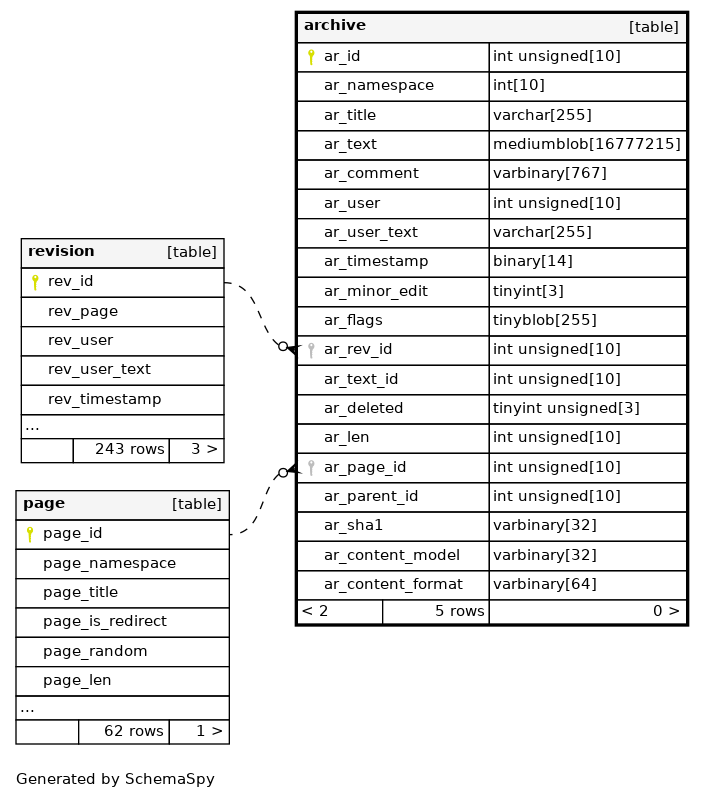 archive [table]
ar_id int unsigned[10]
ar_namespace int[10]
ar_title varchar[255]
ar_text mediumblob[16777215]
ar_comment varbinary[767]
ar_user int unsigned[10]
ar_user_text varchar[255]
ar_timestamp binary[14]
ar_minor_edit tinyint[3]
ar_flags tinyblob[255]
ar_rev_id int unsigned[10]
ar_text_id int unsigned[10]
ar_deleted tinyint unsigned[3]
ar_len int unsigned[10]
ar_page_id int unsigned[10]
ar_parent_id int unsigned[10]
ar_sha1 varbinary[32]
ar_content_model varbinary[32]
ar_content_format varbinary[64]
< 2 5 rows 0 >
revision [table]
rev_id
rev_page
rev_user
rev_user_text
rev_timestamp
...
243 rows 3 >
page [table]
page_id
page_namespace
page_title
page_is_redirect
page_random
page_len
...
62 rows 1 >
Generated by SchemaSpy